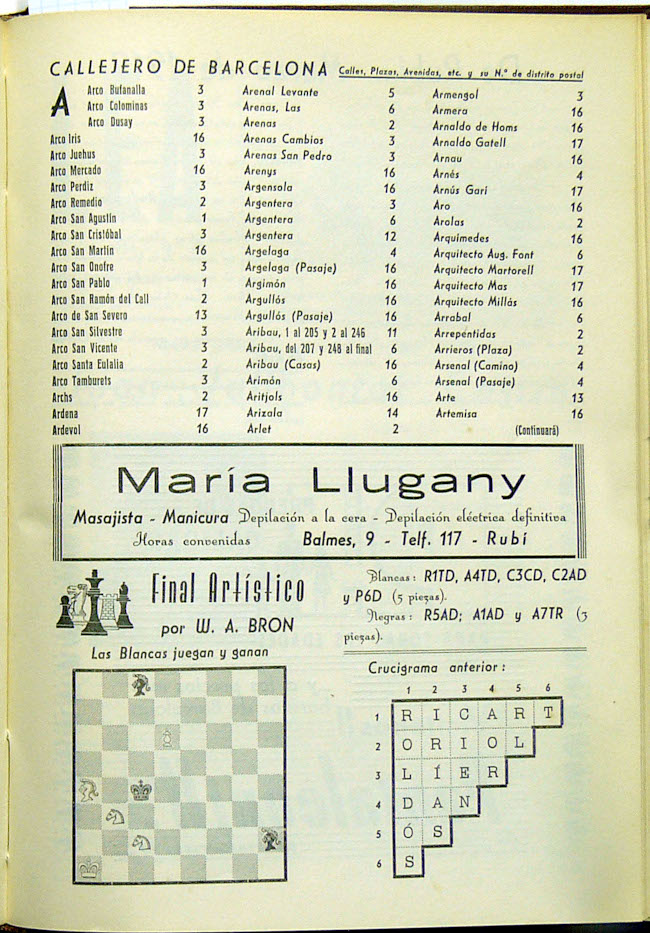 CALLEJERO DE BARCELONA Calles, Plazas, Avenidas, etc. y su N.º de distrito postal
A
Arco Bufanalla 3
Arco Colominas 3
Arco Dusay 3
Arco Iris 16
Arco Juehus 3
Arco Mercado 16
Arco Perdiz 3
Arco Remedio 2
Arco San Agustín 1
Arco San Cristóbal 3
Arco San Martín 16
Arco San Onofre 3
Arco San Pablo 1
Arco San Ramón del Call 2
Arco de San Severo 13
Arco San Silvestre 3
Arco San Vicente 3
Arco Santa Eulalia 2
Arco Tamburets 3
Archs 2
Ardena 17
Ardevol 16
Arenal Levante 5
Arenas, Las 6
Arenas 2
Arenas Cambios 3
Arenas San Pedro 3
Arenys 16
Argensola 16
Argentera 3
Argentera 6
Argentera 12
Argelaga 4
Argelaga (Pasaje) 16
Argimón 16
Argullós 16
Argullós (Pasaje) 16
Aribau, 1 al 205 y 2 al 246 11
Aribau, del 207 y 248 al final 6
Aribau (Casas) 16
Arimón 6
Aritjols 16
Arizala 14
Arlet 2
Armengol 3
Armera 16
Arnaldo de Homs 16
Arnaldo Gatell 17
Arnau 16
Arnés 4
Arnús Garí 17
Aro 16
Arolas 2
Arquímedes 16
Arquitecto Aug. Font 6
Arquitecto Martorell 17
Arquitecto Mas 17
Arquitecto Millás 16
Arrabal 6
Arrepentidas 2
Arrieros (Plaza) 2
Arsenal (Camino) 4
Arsenal (Pasaje) 4
Arte 13
Artemisa 16
(Continuará)
María Llugany
Masajista - Manicura Depilación a la cera - Depilación eléctrica definitiva
Horas convenidas Balmes, 9 - Telf. 117 - Rubí
Final Artístico
por W. A. BRON
Las Blancas juegan y ganan
Blancas: R1TD, A4TD, C3CD, C2AD
y P6D (5 piezas).
Negras: R5AD; A1AD y A7TR (3
piezas).
Crucigrama anterior:
1 2 3 4 5 6
1 R I C A R T
2 O R I O L
3 L Í E R
4 D A N
5 Ó S
6 S